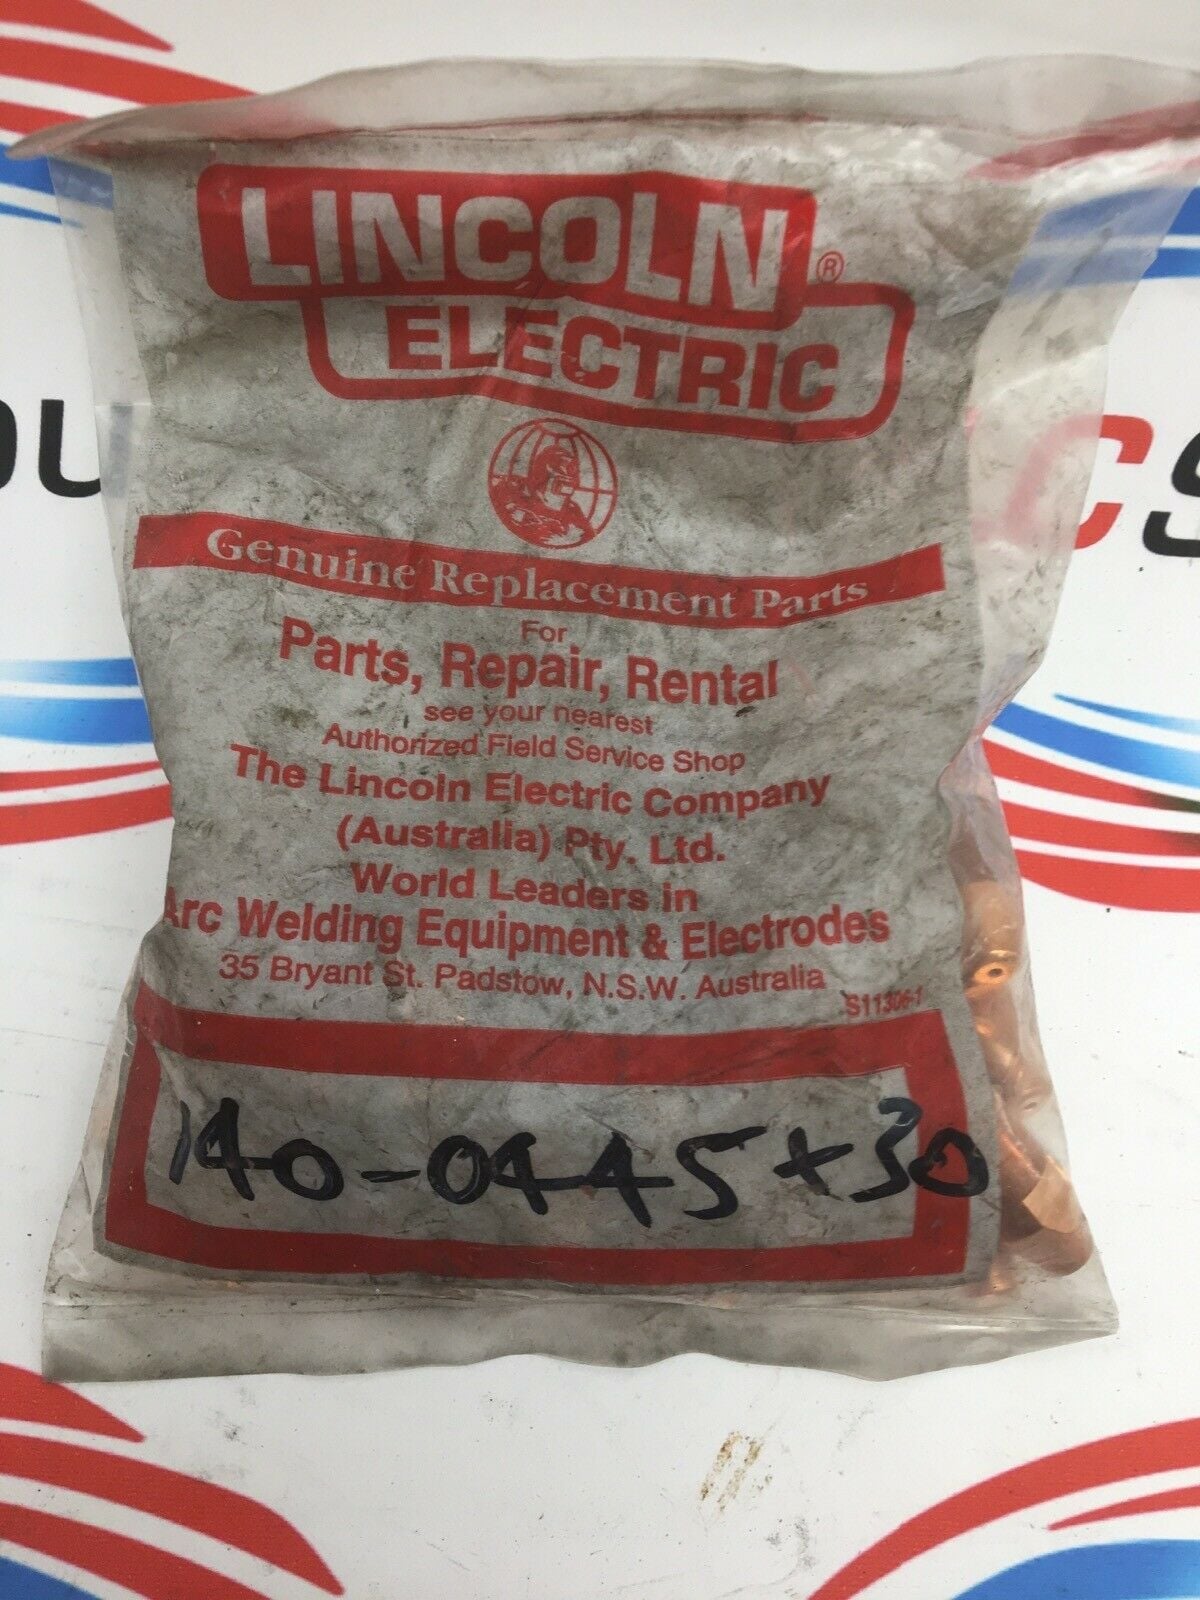 LINCOLN ®
ELECTRIC
Genuine Replacement Parts
For
Parts, Repair, Rental
see your nearest
Authorized Field Service Shop
The Lincoln Electric Company
(Australia) Pty. Ltd.
World Leaders in
Arc Welding Equipment & Electrodes
35 Bryant St. Padstow, N.S.W. Australia
S11306-1
140-0445 x 30